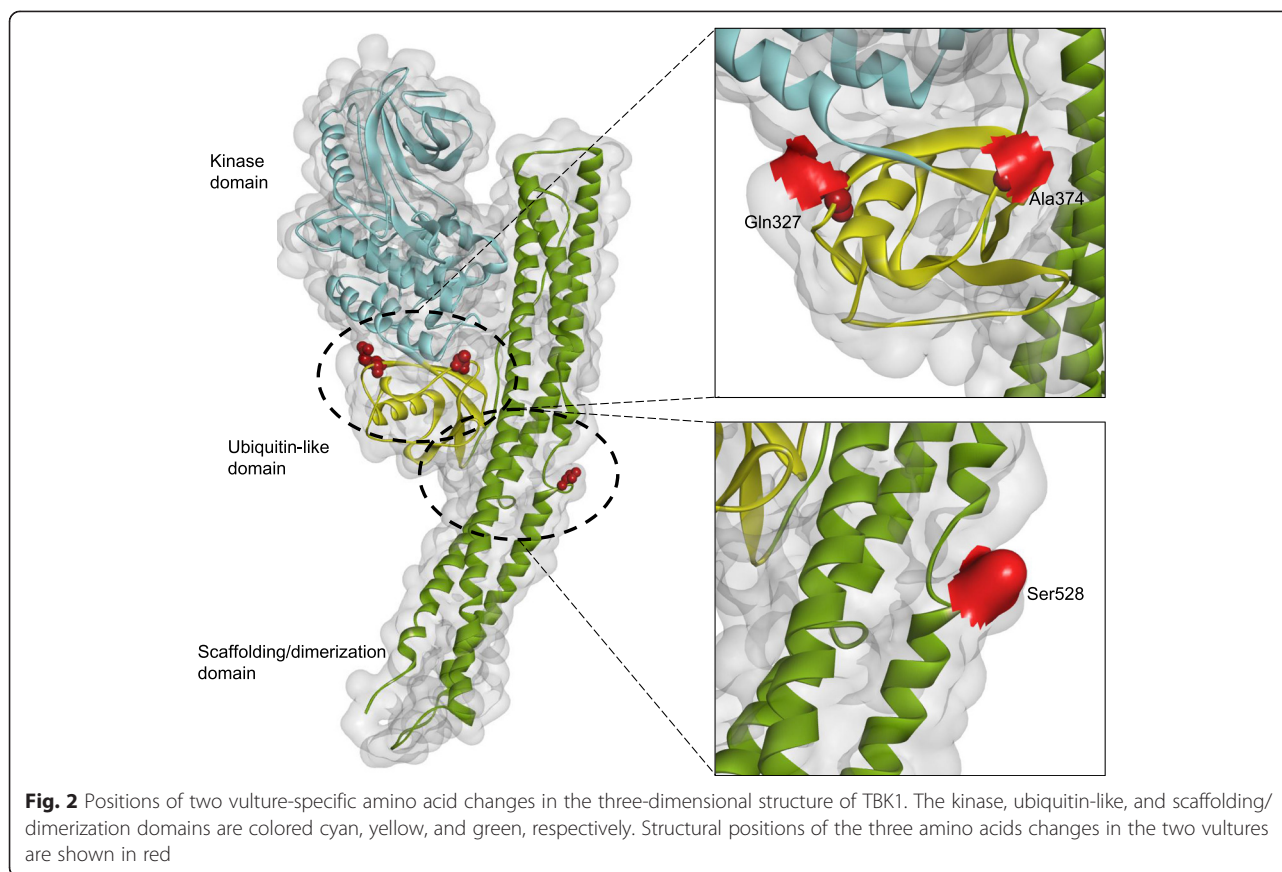 Kinase
domain
Gln327
Ala374
Ubiquitin-like
domain
Ser528
Scaffolding/dimerization
domain
Fig. 2 Positions of two vulture-specific amino acid changes in the three-dimensional structure of TBK1. The kinase, ubiquitin-like, and scaffolding/
dimerization domains are colored cyan, yellow, and green, respectively. Structural positions of the three amino acids changes in the two vultures
are shown in red